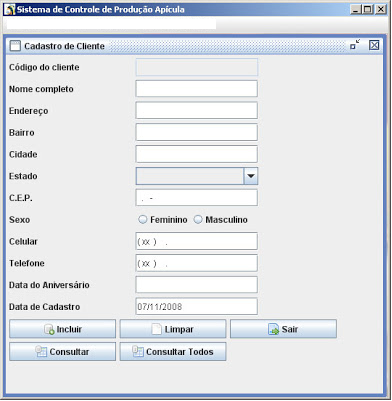 Sistema de Controle de Produção Apícula
Cadastro de Cliente
Código do cliente
Nome completo
Endereço
Bairro
Cidade
Estado
C.E.P. . -
Sexo Feminino Masculino
Celular (xx ) .
Telefone (xx ) .
Data do Aniversário
Data de Cadastro 07/11/2008
Incluir Limpar Sair
Consultar Consultar Todos